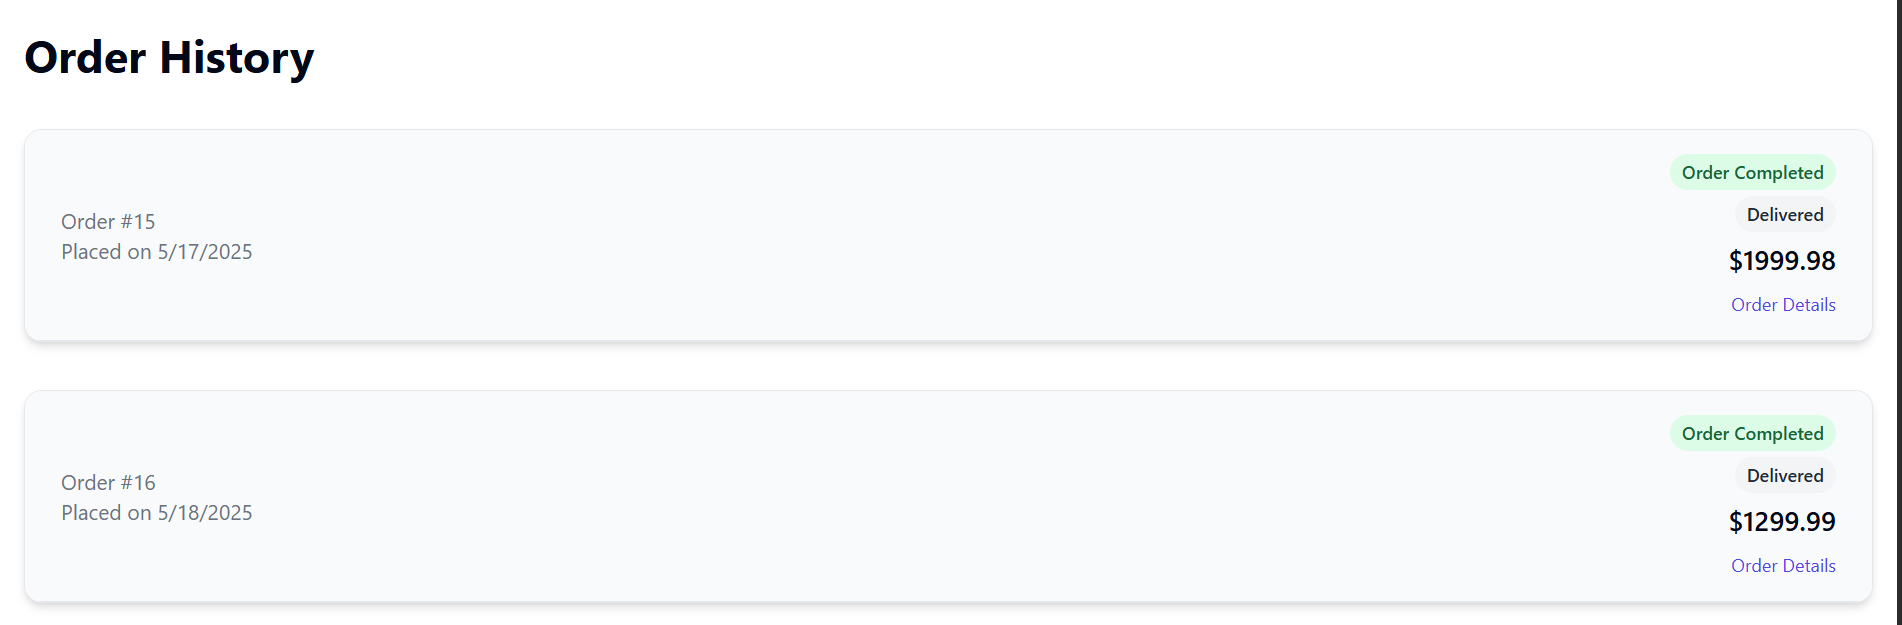 Order History
Order #15
Placed on 5/17/2025
Order Completed
Delivered
$1999.98
Order Details
Order #16
Placed on 5/18/2025
Order Completed
Delivered
$1299.99
Order Details